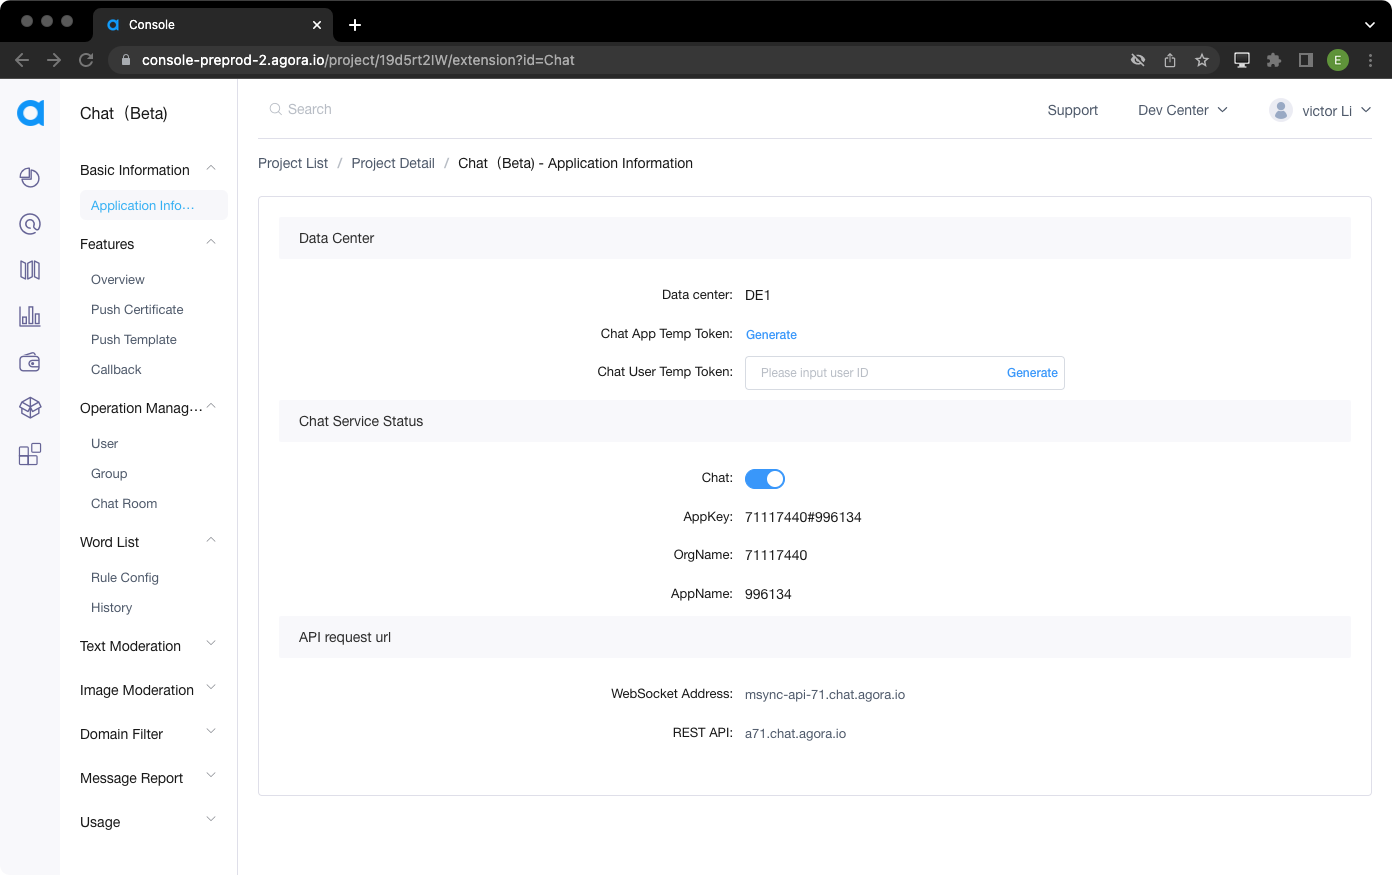 Console
console-preprod-2.agora.io/project/19d5rt2IW/extension?id=Chat
E
Chat（Beta)
Search
Support
Dev Center
victor Li
Project List / Project Detail / Chat（Beta) - Application Information
Basic Information
Application Info···
Features
Overview
Push Certificate
Push Template
Callback
Operation Manag···
User
Group
Chat Room
Word List
Rule Config
History
Text Moderation
Image Moderation
Domain Filter
Message Report
Usage
Data Center
Data center: DE1
Chat App Temp Token: Generate
Chat User Temp Token: Please input user ID Generate
Chat Service Status
Chat:
AppKey: 71117440#996134
OrgName: 71117440
AppName: 996134
API request url
WebSocket Address: msync-api-71.chat.agora.io
REST API: a71.chat.agora.io